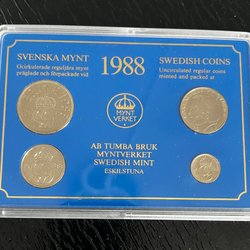 SVENSKA MYNT
Ocirkulerade reguljära mynt
präglade och förpackade vid
1988
SWEDISH COINS
Uncirculated regular coins
minted and packed at
MYNT
VERKET
AB TUMBA BRUK
MYNTVERKET
SWEDISH MINT
ESKILSTUNA